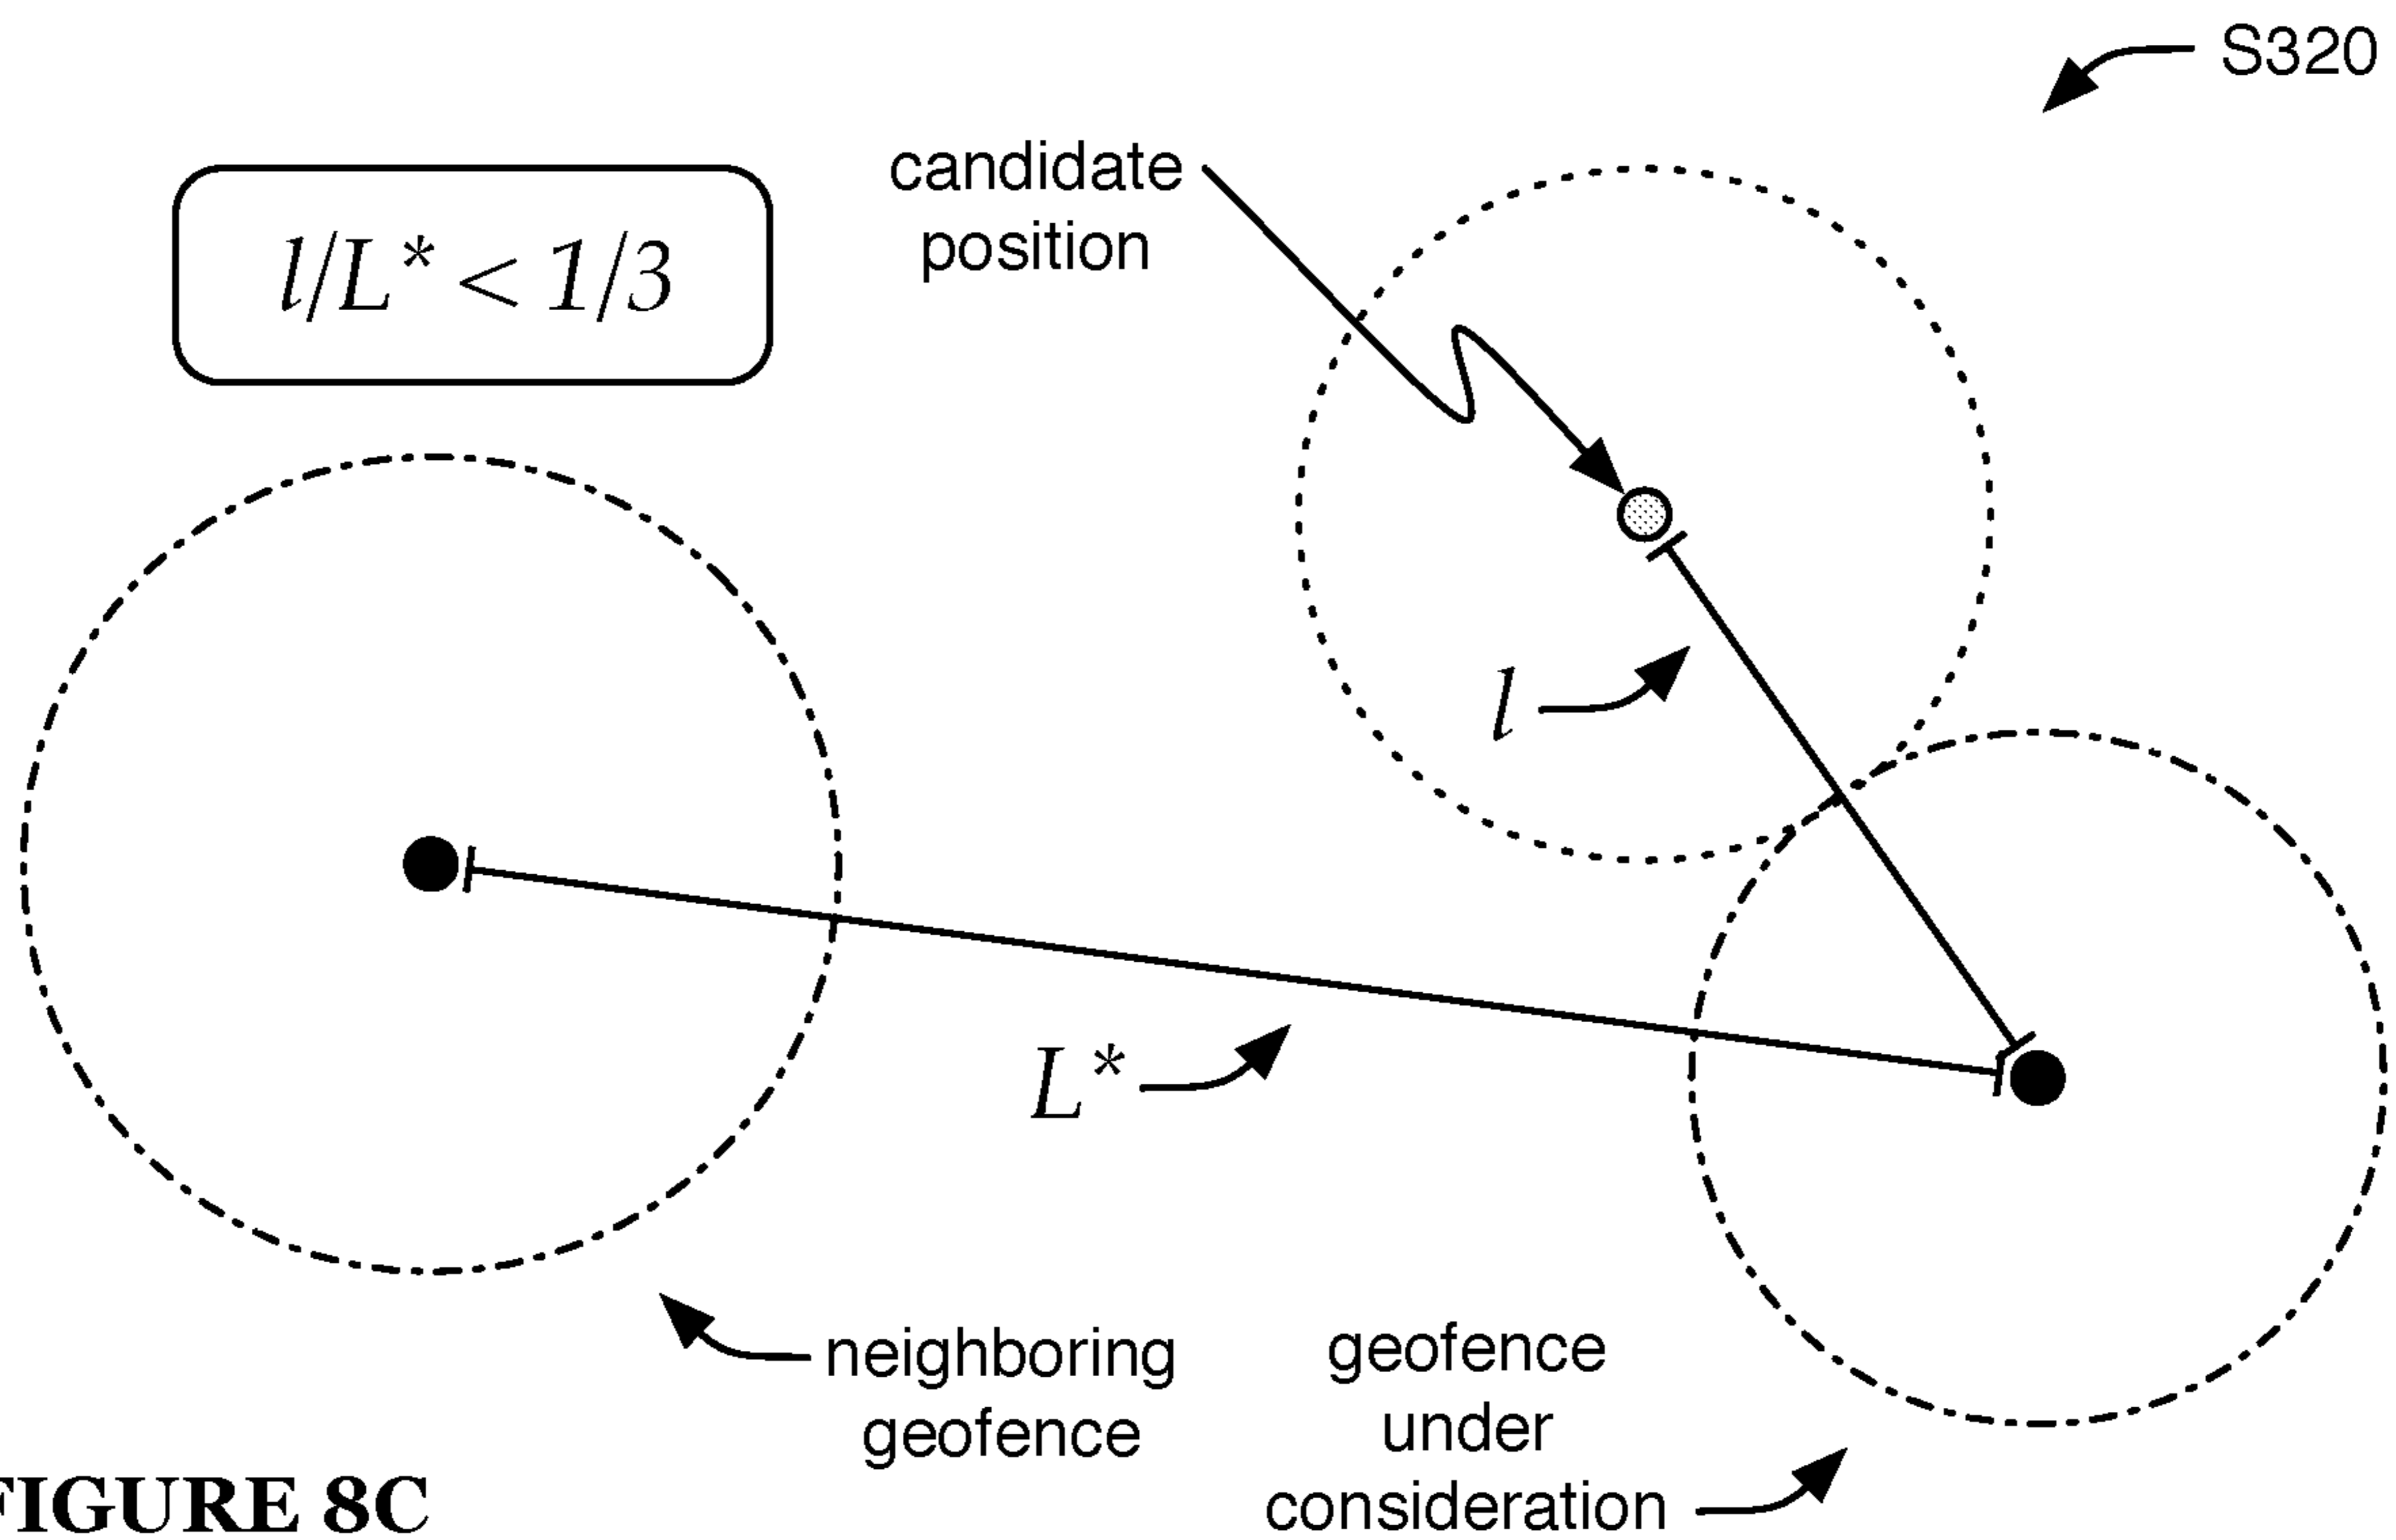 S320
candidate
position
l/L* < 1/3
l
L*
neighboring
geofence
geofence
under
consideration
FIGURE 8C